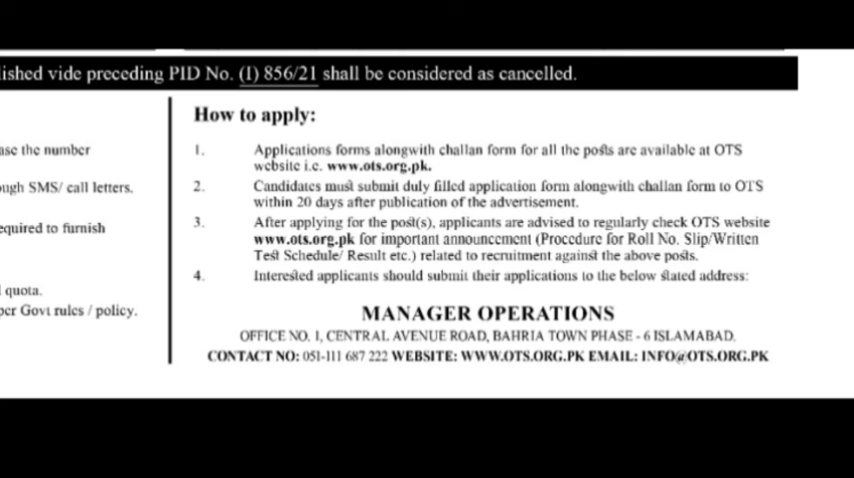 lished vide preceding PID No. (I) 856/21 shall be considered as cancelled.
ase the number
ough SMS/ call letters.
equired to furnish
l quota.
per Govt rules / policy.
How to apply:
1. Applications forms alongwith challan form for all the posts are available at OTS
website i.e. www.ots.org.pk.
2. Candidates must submit duly filled application form alongwith challan form to OTS
within 20 days after publication of the advertisement.
3. After applying for the post(s), applicants are advised to regularly check OTS website
www.ots.org.pk for important announcement (Procedure for Roll No. Slip/Written
Test Schedule/ Result etc.) related to recruitment against the above posts.
4. Interested applicants should submit their applications to the below stated address:
MANAGER OPERATIONS
OFFICE NO. 1, CENTRAL AVENUE ROAD, BAHRIA TOWN PHASE - 6 ISLAMABAD.
CONTACT NO: 051-111 687 222 WEBSITE: WWW.OTS.ORG.PK EMAIL: INFO@OTS.ORG.PK